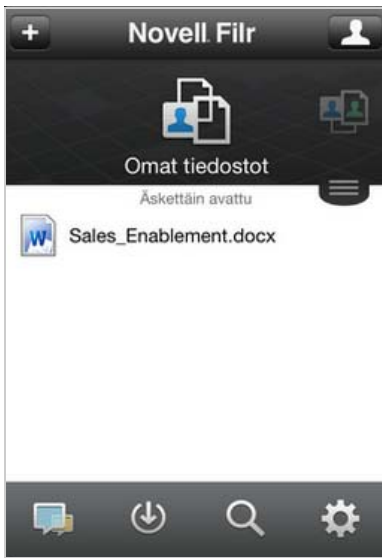 Novell Filr
Omat tiedostot
Äskettäin avattu
Sales_Enablement.docx